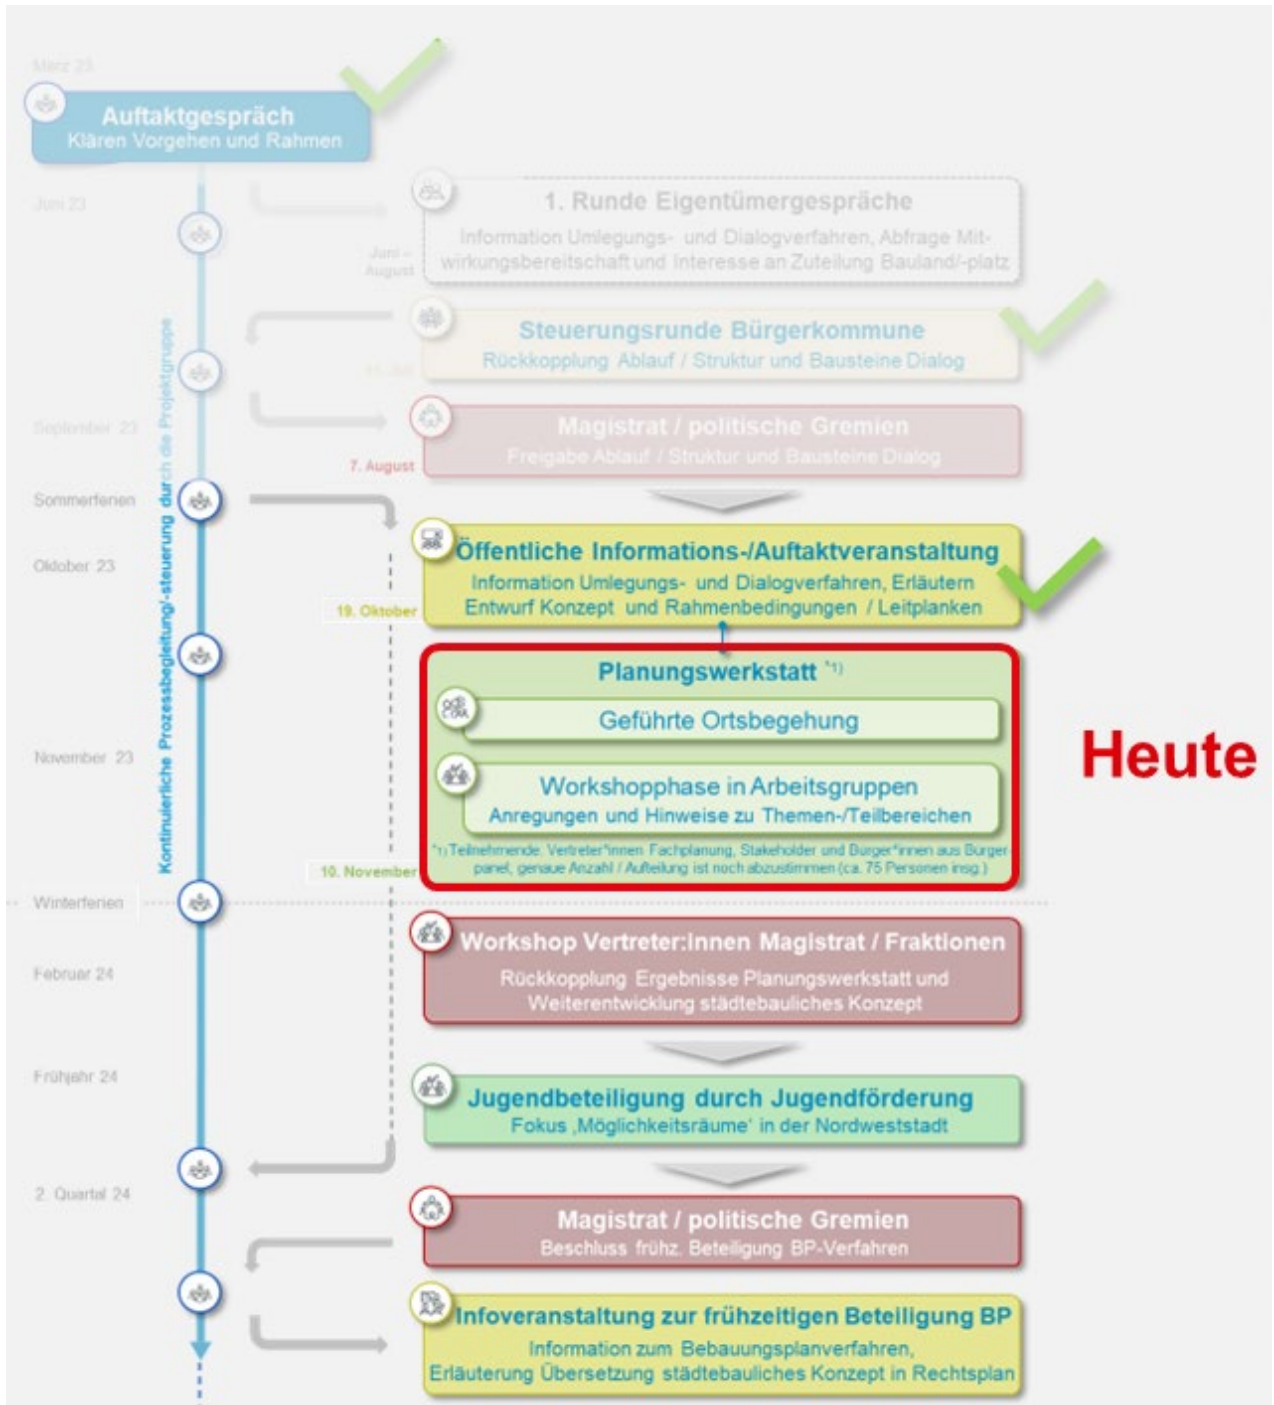 März 23
Auftaktgespräch
Klären Vorgehen und Rahmen
Juni 23
1. Runde Eigentümergespräche
Information Umlegungs- und Dialogverfahren, Abfrage Mit-
wirkungsbereitschaft und Interesse an Zuteilung Bauland/-platz
Juni –
August
Steuerungsrunde Bürgerkommune
Rückkopplung Ablauf / Struktur und Bausteine Dialog
Magistrat / politische Gremien
Freigabe Ablauf / Struktur und Bausteine Dialog
September 23
7. August
Sommerferien
Kontinuierliche Prozessbegleitung/-steuerung durch die Projektgruppe
Öffentliche Informations-/Auftaktveranstaltung
Information Umlegungs- und Dialogverfahren, Erläutern
Entwurf Konzept und Rahmenbedingungen / Leitplanken
Oktober 23
19. Oktober
Planungswerkstatt *1)
Geführte Ortsbegehung
Heute
November 23
Workshopphase in Arbeitsgruppen
Anregungen und Hinweise zu Themen-/Teilbereichen
*1) Teilnehmende: Vertreter*innen Fachplanung, Stakeholder und Bürger*innen aus Bürger-
panel, genaue Anzahl / Aufteilung ist noch abzustimmen (ca. 75 Personen insg.)
10. November
Winterferien
Workshop Vertreter:innen Magistrat / Fraktionen
Rückkopplung Ergebnisse Planungswerkstatt und
Weiterentwicklung städtebauliches Konzept
Februar 24
Frühjahr 24
Jugendbeteiligung durch Jugendförderung
Fokus ‚Möglichkeitsräume‘ in der Nordweststadt
2. Quartal 24
Magistrat / politische Gremien
Beschluss frühz. Beteiligung BP-Verfahren
Infoveranstaltung zur frühzeitigen Beteiligung BP
Information zum Bebauungsplanverfahren,
Erläuterung Übersetzung städtebauliches Konzept in Rechtsplan